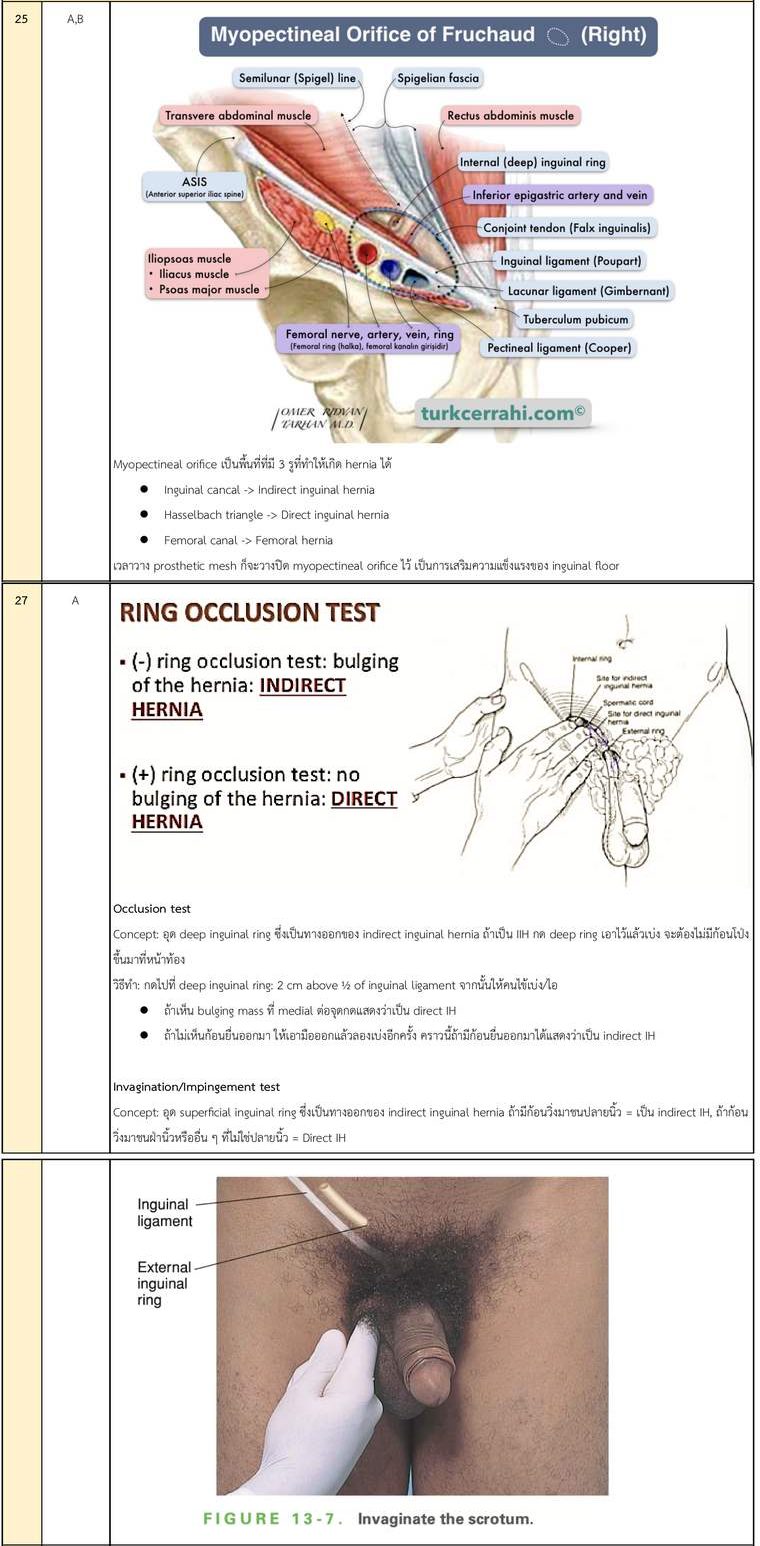 25
A,B
Myopectineal Orifice of Fruchaud (Right)
Semilunar (Spigel) line
Spigelian fascia
Transvere abdominal muscle
Rectus abdominis muscle
Internal (deep) inguinal ring
ASIS
(Anterior superior iliac spine)
Inferior epigastric artery and vein
Conjoint tendon (Falx inguinalis)
Iliopsoas muscle
• Iliacus muscle
• Psoas major muscle
Inguinal ligament (Poupart)
Lacunar ligament (Gimbernant)
Tuberculum pubicum
Femoral nerve, artery, vein, ring
(Femoral ring (halka), femoral kanalın girişidir)
Pectineal ligament (Cooper)
OMER RIDVAN
TARHAN M.D.
turkcerrahi.com©
Myopectineal orifice เป็นพื้นที่ที่มี 3 รูที่ทำให้เกิด hernia ได้
● Inguinal cancal -> Indirect inguinal hernia
● Hasselbach triangle -> Direct inguinal hernia
● Femoral canal -> Femoral hernia
เวลาวาง prosthetic mesh ก็จะวางปิด myopectineal orifice ไว้ เป็นการเสริมความแข็งแรงของ inguinal floor
27
A
RING OCCLUSION TEST
▪ (-) ring occlusion test: bulging
of the hernia: INDIRECT
HERNIA
▪ (+) ring occlusion test: no
bulging of the hernia: DIRECT
HERNIA
Internal ring
Site for indirect
inguinal hernia
Spermatic cord
Site for direct inguinal
hernia
External ring
Occlusion test
Concept: อุด deep inguinal ring ซึ่งเป็นทางออกของ indirect inguinal hernia ถ้าเป็น IIH กด deep ring เอาไว้แล้วเบ่ง จะต้องไม่มีก้อนโป่ง
ขึ้นมาที่หน้าท้อง
วิธีทำ: กดไปที่ deep inguinal ring: 2 cm above ½ of inguinal ligament จากนั้นให้คนไข้เบ่ง/ไอ
● ถ้าเห็น bulging mass ที่ medial ต่อจุดกดแสดงว่าเป็น direct IH
● ถ้าไม่เห็นก้อนยื่นออกมา ให้เอามือออกแล้วลองเบ่งอีกครั้ง คราวนี้ถ้ามีก้อนยื่นออกมาได้แสดงว่าเป็น indirect IH
Invagination/Impingement test
Concept: อุด superficial inguinal ring ซึ่งเป็นทางออกของ indirect inguinal hernia ถ้ามีก้อนวิ่งมาชนปลายนิ้ว = เป็น indirect IH, ถ้าก้อน
วิ่งมาชนฝ่านิ้วหรืออื่น ๆ ที่ไม่ใช่ปลายนิ้ว = Direct IH
Inguinal
ligament
External
inguinal
ring
FIGURE 13-7. Invaginate the scrotum.